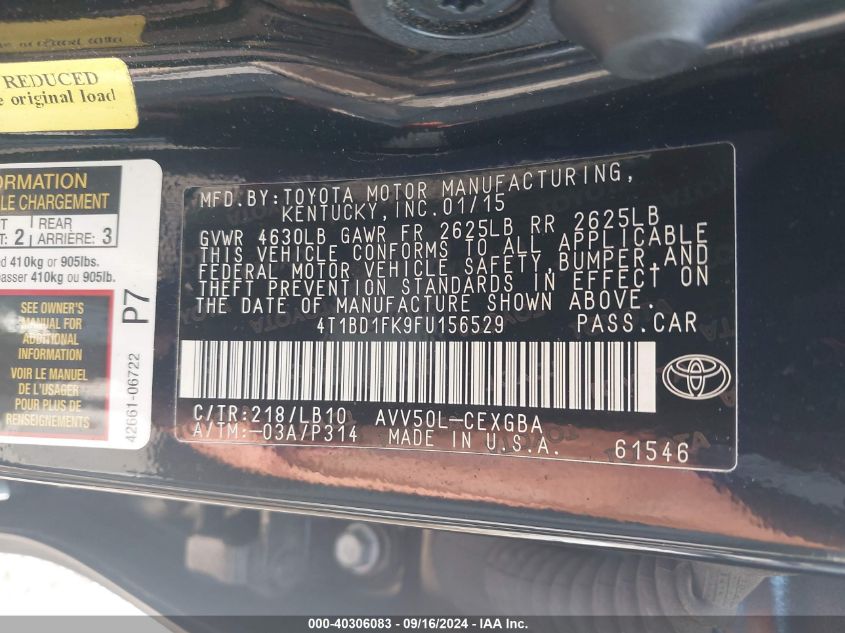 REDUCED
e original load
ORMATION
LE CHARGEMENT
T REAR
T: 2 ARRIÈRE: 3
d 410kg or 905lbs.
passer 410kg ou 905lb.
SEE OWNER'S
MANUAL FOR
ADDITIONAL
INFORMATION
VOIR LE MANUEL
DE L'USAGER
POUR PLUS DE
RENSEIGNEMENTS
P7
42661-06722
MFD.BY:TOYOTA MOTOR MANUFACTURING,
KENTUCKY,INC.01/15
GVWR 4630LB GAWR FR 2625LB RR 2625LB
THIS VEHICLE CONFORMS TO ALL APPLICABLE
FEDERAL MOTOR VEHICLE SAFETY,BUMPER,AND
THEFT PREVENTION STANDARDS IN EFFECT ON
THE DATE OF MANUFACTURE SHOWN ABOVE.
4T1BD1FK9FU156529 PASS.CAR
C/TR:218/LB10 AVV50L-CEXGBA
A/TM:-03A/P314 MADE IN U.S.A. 61546
000-40306083 - 09/16/2024 - IAA Inc.